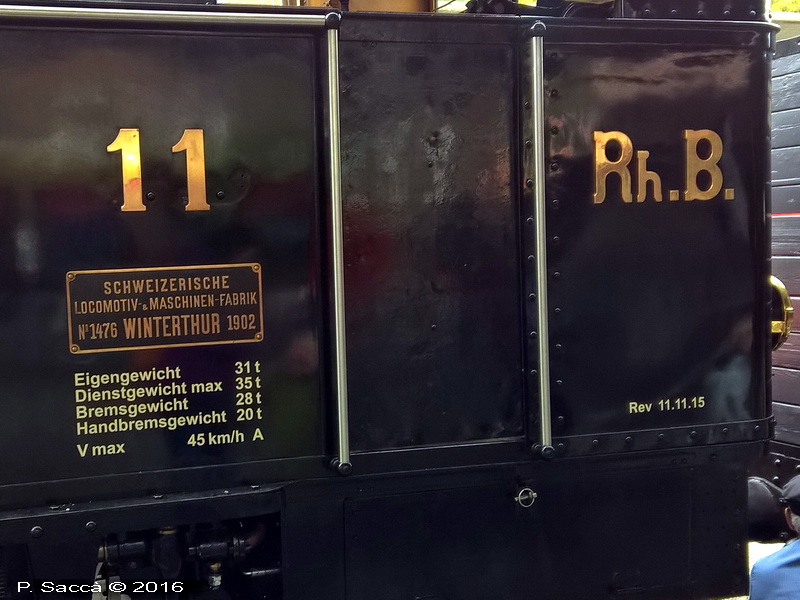 11
Rh.B.
SCHWEIZERISCHE
LOCOMOTIV-& MASCHINEN-FABRIK
Nº1476 WINTERTHUR 1902
Eigengewicht 31 t
Dienstgewicht max 35 t
Bremsgewicht 28 t
Handbremsgewicht 20 t
V max 45 km/h A
Rev 11.11.15
P. Sacca © 2016